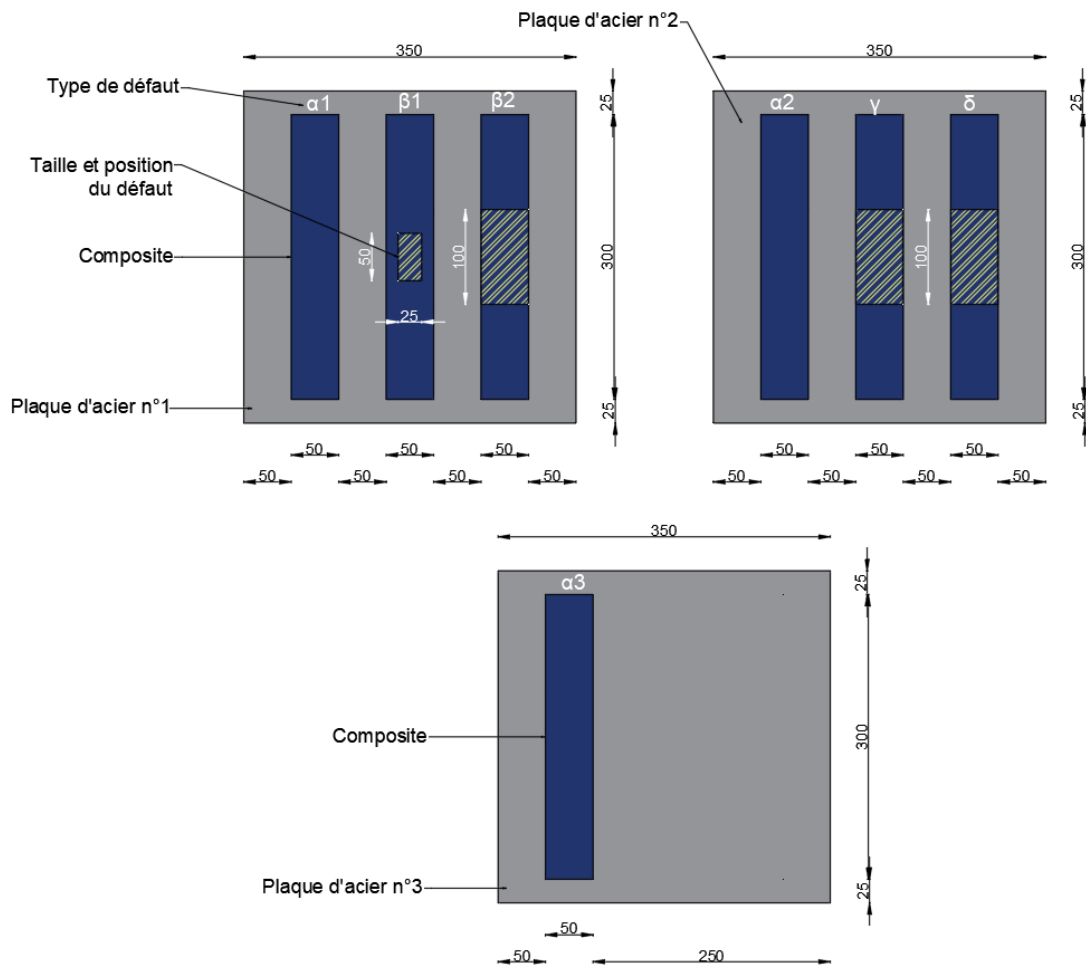 Plaque d'acier n°2
350
350
Type de défaut
α1
β1
β2
α2
γ
δ
25
25
Taille et position
du défaut
Composite
50
100
100
300
300
25
Plaque d'acier n°1
25
25
50
50
50
50
50
50
50
50
50
50
50
50
50
50
350
α3
25
Composite
300
Plaque d'acier n°3
25
50
50
250